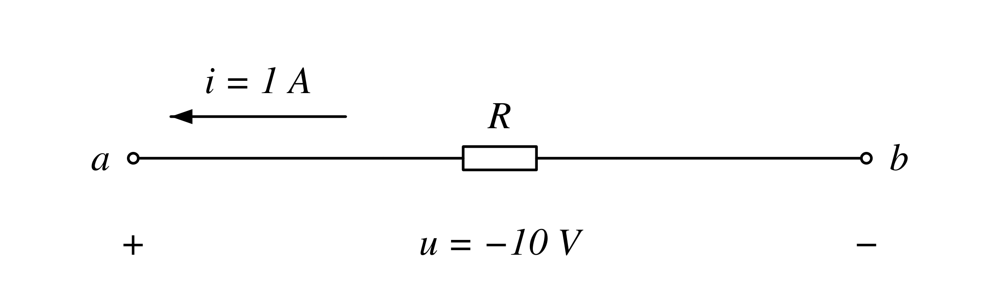 i = 1 A
R
a b
+ u = −10 V −